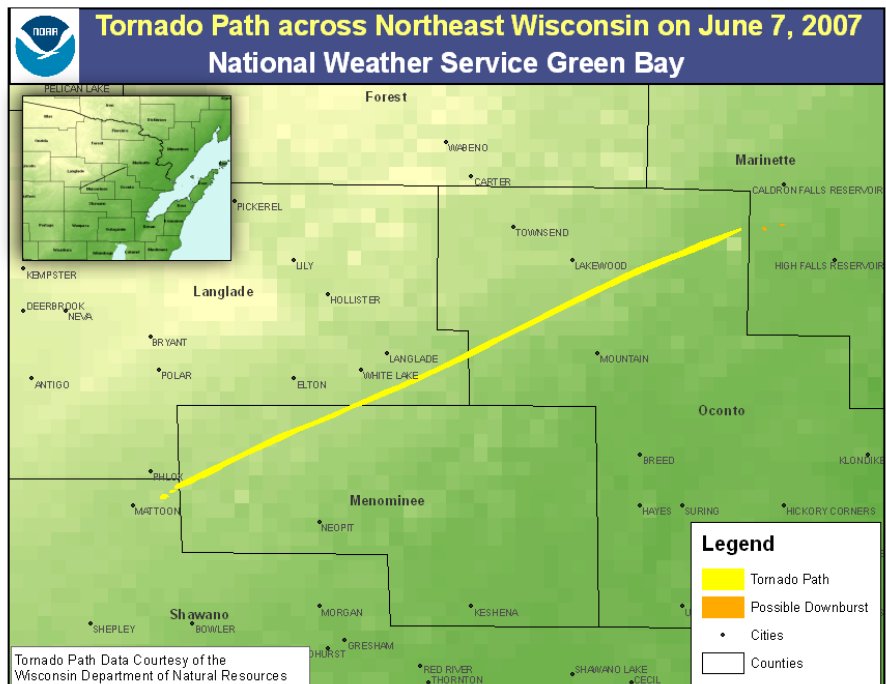 NOAA
Tornado Path across Northeast Wisconsin on June 7, 2007
National Weather Service Green Bay
PELICAN LAKE
Forest
WABENO
Marinette
CARTER
CALDRON FALLS RESERVOIR
PICKEREL
TOWNSEND
LILY
LAKEWOOD
HIGH FALLS RESERVOIR
KEMPSTER
Langlade
HOLLISTER
DEERBROOK
NEVA
BRYANT
LANGLADE
MOUNTAIN
POLAR
WHITE LAKE
ANTIGO
ELTON
Oconto
BREED
KLONDIKE
PHLOX
Menominee
MATTOON
HAYES
SURING
HICKORY CORNERS
NEOPIT
Legend
Tornado Path
Possible Downburst
Cities
Counties
MORGAN
KESHENA
Shawano
SHEPLEY
BOWLER
GRESHAM
DHURST
RED RIVER
SHAWANO LAKE
THORNTON
CECIL
Tornado Path Data Courtesy of the
Wisconsin Department of Natural Resources